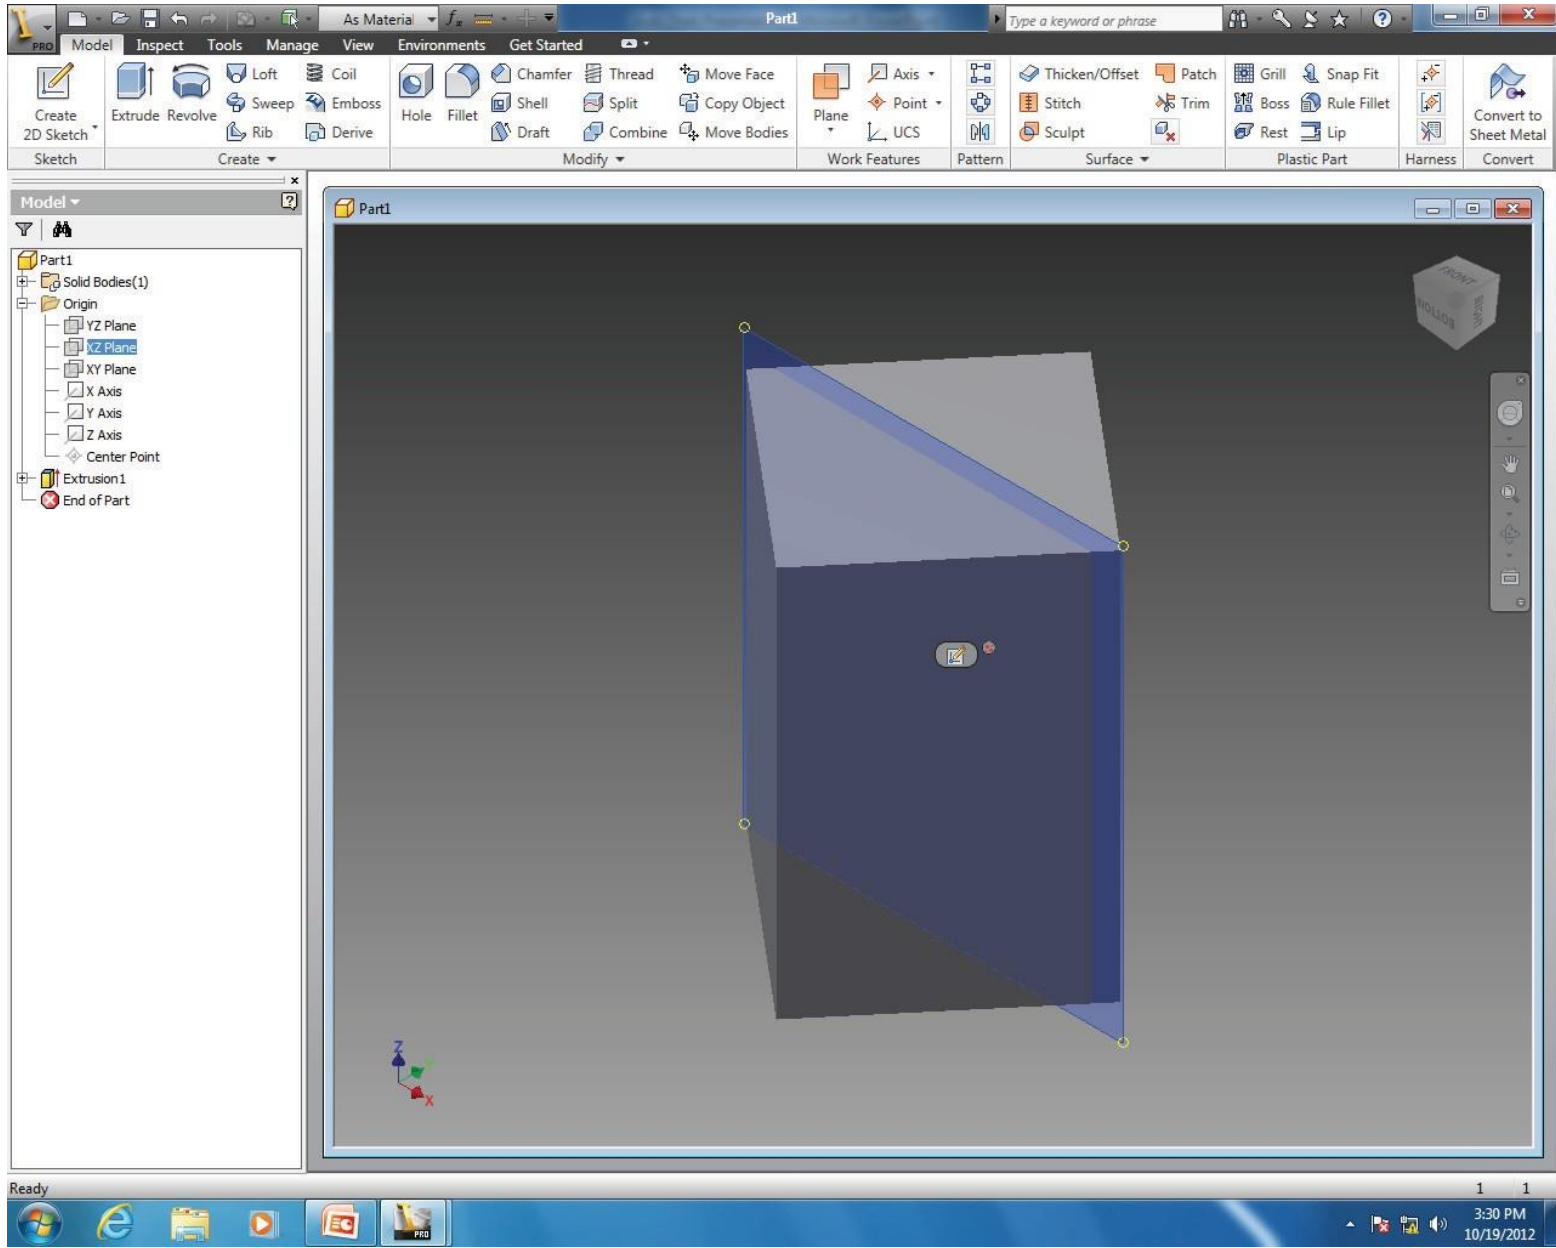 As Material Part1 Type a keyword or phrase
PRO Model Inspect Tools Manage View Environments Get Started
Loft Coil Chamfer Thread Move Face Axis Thicken/Offset Patch Grill Snap Fit
Create 2D Sketch Extrude Revolve Sweep Emboss Hole Fillet Shell Split Copy Object Plane Point Stitch Trim Boss Rule Fillet Convert to Sheet Metal
Rib Derive Draft Combine Move Bodies UCS Sculpt Rest Lip
Sketch Create Modify Work Features Pattern Surface Plastic Part Harness Convert
Model
Part1
Part1
Solid Bodies(1)
Origin
YZ Plane
XZ Plane
XY Plane
X Axis
Y Axis
Z Axis
Center Point
Extrusion1
End of Part
FRONT
BOTTOM
Z
X
Ready 1 1
PRO
3:30 PM
10/19/2012